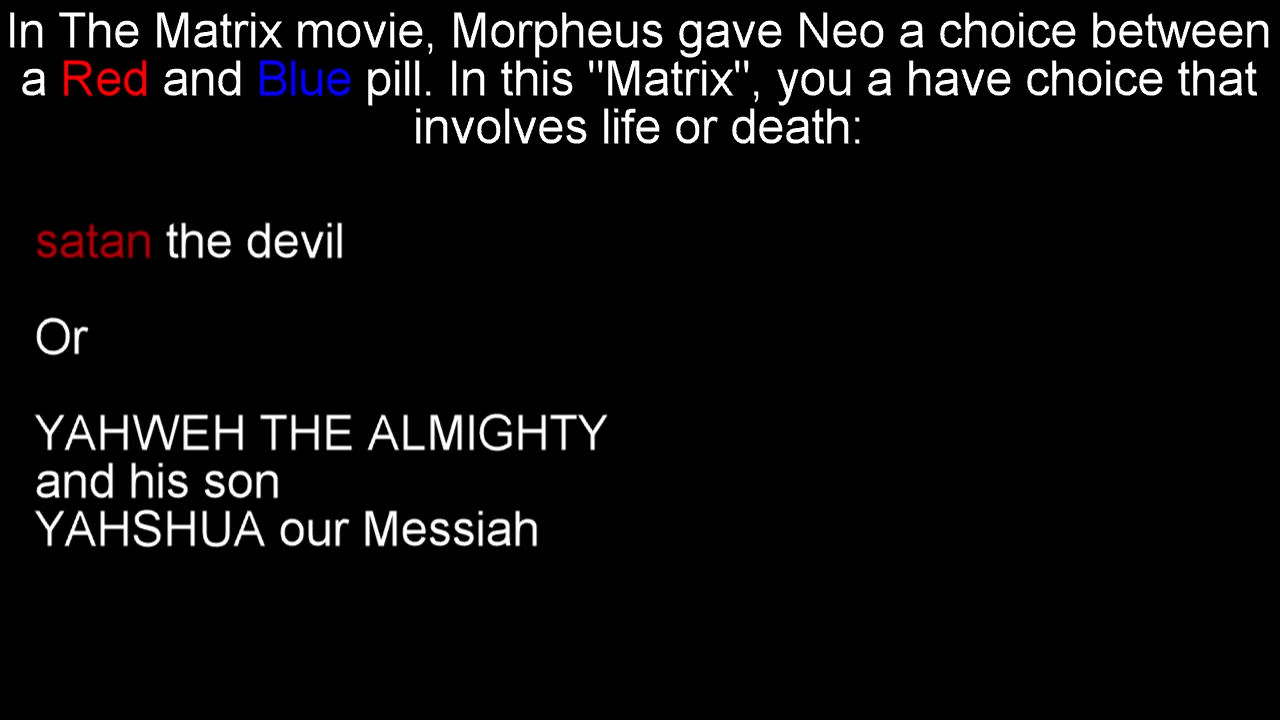 In The Matrix movie, Morpheus gave Neo a choice between
a Red and Blue pill. In this "Matrix", you a have choice that
involves life or death:
satan the devil
Or
YAHWEH THE ALMIGHTY
and his son
YAHSHUA our Messiah